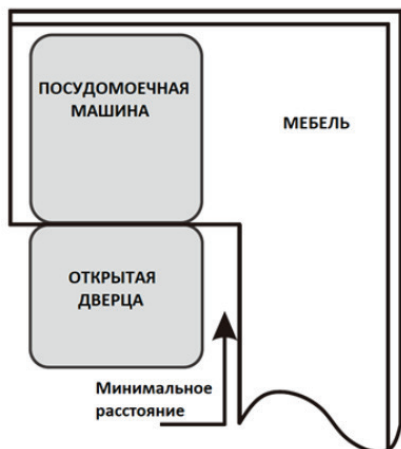 ПОСУДОМОЕЧНАЯ
МАШИНА
МЕБЕЛЬ
ОТКРЫТАЯ
ДВЕРЦА
Минимальное
расстояние